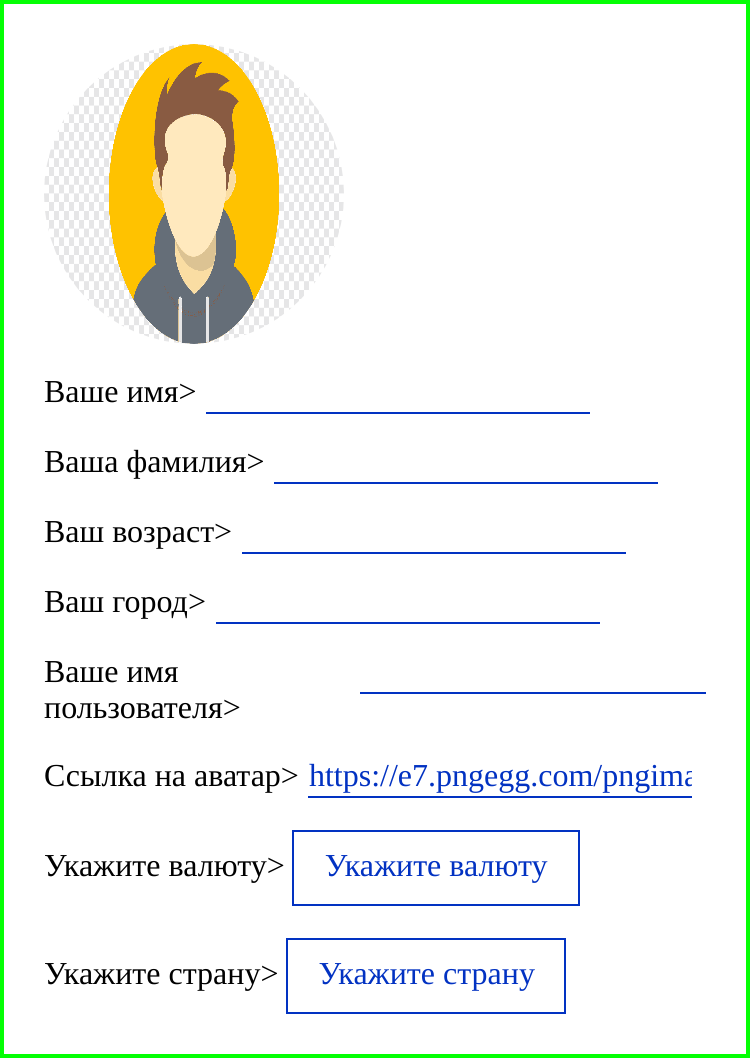 Ваше имя>
Ваша фамилия>
Ваш возраст>
Ваш город>
Ваше имя
пользователя>
Ссылка на аватар> https://e7.pngegg.com/pngima
Укажите валюту> Укажите валюту
Укажите страну> Укажите страну